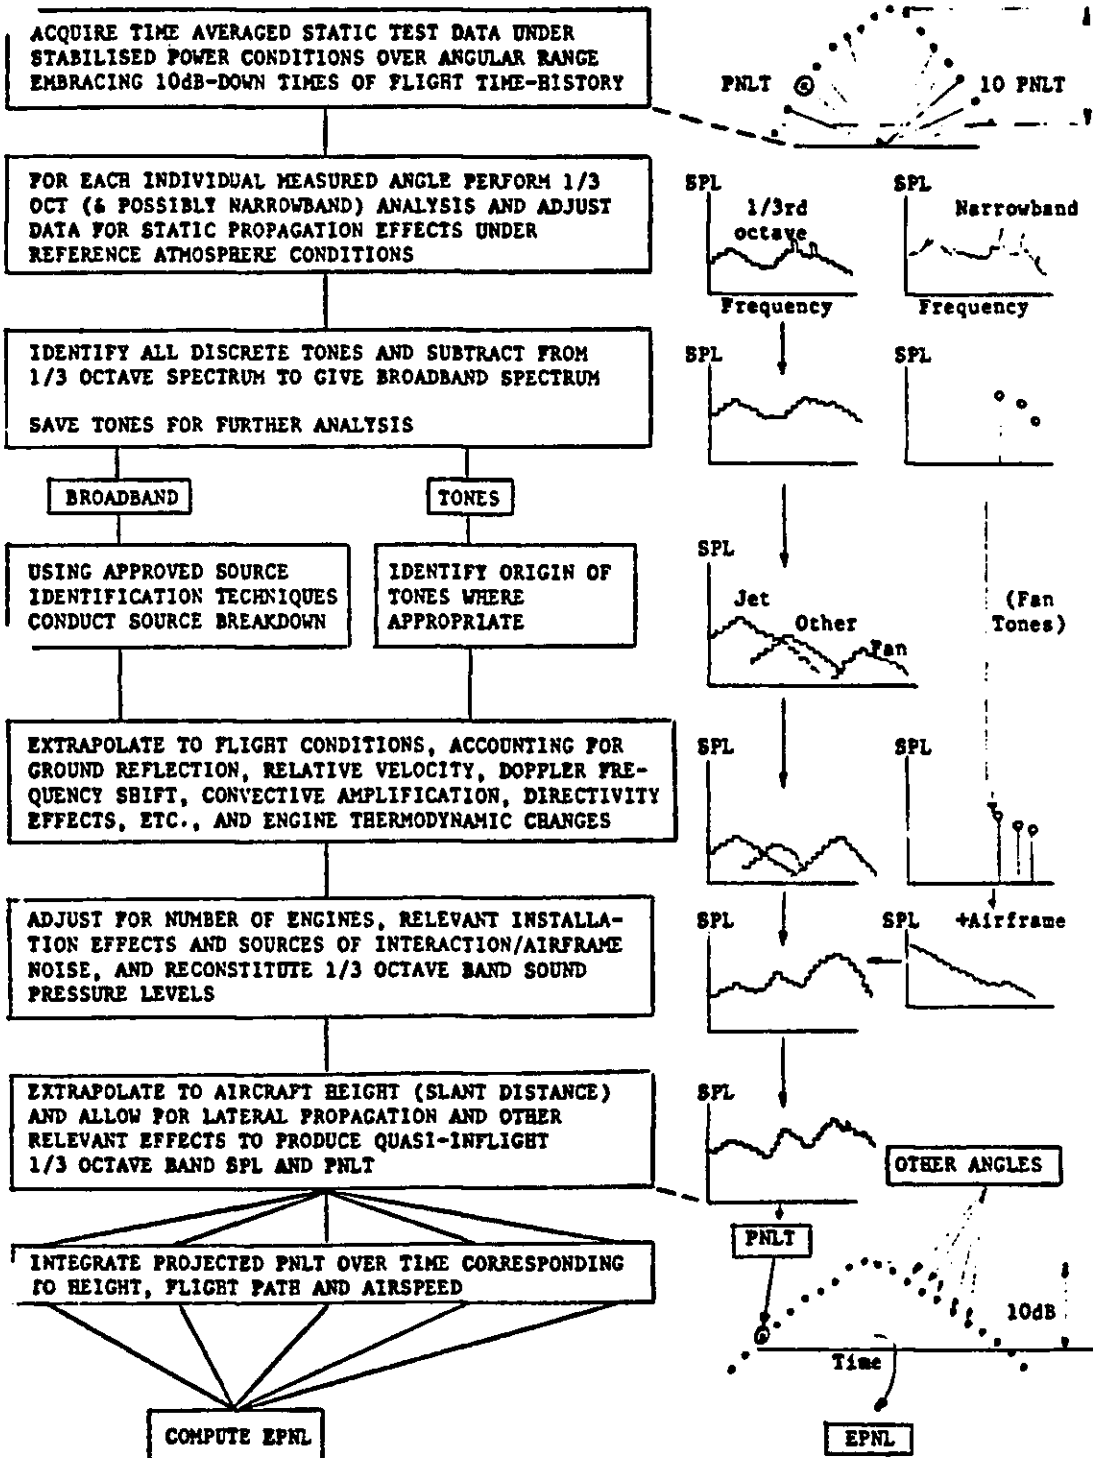 ACQUIRE TIME AVERAGED STATIC TEST DATA UNDER
STABILISED POWER CONDITIONS OVER ANGULAR RANGE
EMBRACING 10dB-DOWN TIMES OF FLIGHT TIME-HISTORY
PNLT
10 PNLT
FOR EACH INDIVIDUAL MEASURED ANGLE PERFORM 1/3
OCT (& POSSIBLY NARROWBAND) ANALYSIS AND ADJUST
DATA FOR STATIC PROPAGATION EFFECTS UNDER
REFERENCE ATMOSPHERE CONDITIONS
SPL
1/3rd
octave
Frequency
SPL
Narrowband
Frequency
IDENTIFY ALL DISCRETE TONES AND SUBTRACT FROM
1/3 OCTAVE SPECTRUM TO GIVE BROADBAND SPECTRUM
SAVE TONES FOR FURTHER ANALYSIS
SPL
SPL
BROADBAND
TONES
USING APPROVED SOURCE
IDENTIFICATION TECHNIQUES
CONDUCT SOURCE BREAKDOWN
IDENTIFY ORIGIN OF
TONES WHERE
APPROPRIATE
SPL
Jet
Other
Fan
(Fan
Tones)
EXTRAPOLATE TO FLIGHT CONDITIONS, ACCOUNTING FOR
GROUND REFLECTION, RELATIVE VELOCITY, DOPPLER FRE-
QUENCY SHIFT, CONVECTIVE AMPLIFICATION, DIRECTIVITY
EFFECTS, ETC., AND ENGINE THERMODYNAMIC CHANGES
SPL
SPL
ADJUST FOR NUMBER OF ENGINES, RELEVANT INSTALLA-
TION EFFECTS AND SOURCES OF INTERACTION/AIRFRAME
NOISE, AND RECONSTITUTE 1/3 OCTAVE BAND SOUND
PRESSURE LEVELS
SPL
SPL
+Airframe
EXTRAPOLATE TO AIRCRAFT HEIGHT (SLANT DISTANCE)
AND ALLOW FOR LATERAL PROPAGATION AND OTHER
RELEVANT EFFECTS TO PRODUCE QUASI-INFLIGHT
1/3 OCTAVE BAND SPL AND PNLT
SPL
OTHER ANGLES
PNLT
INTEGRATE PROJECTED PNLT OVER TIME CORRESPONDING
TO HEIGHT, FLIGHT PATH AND AIRSPEED
10dB
Time
COMPUTE EPNL
EPNL